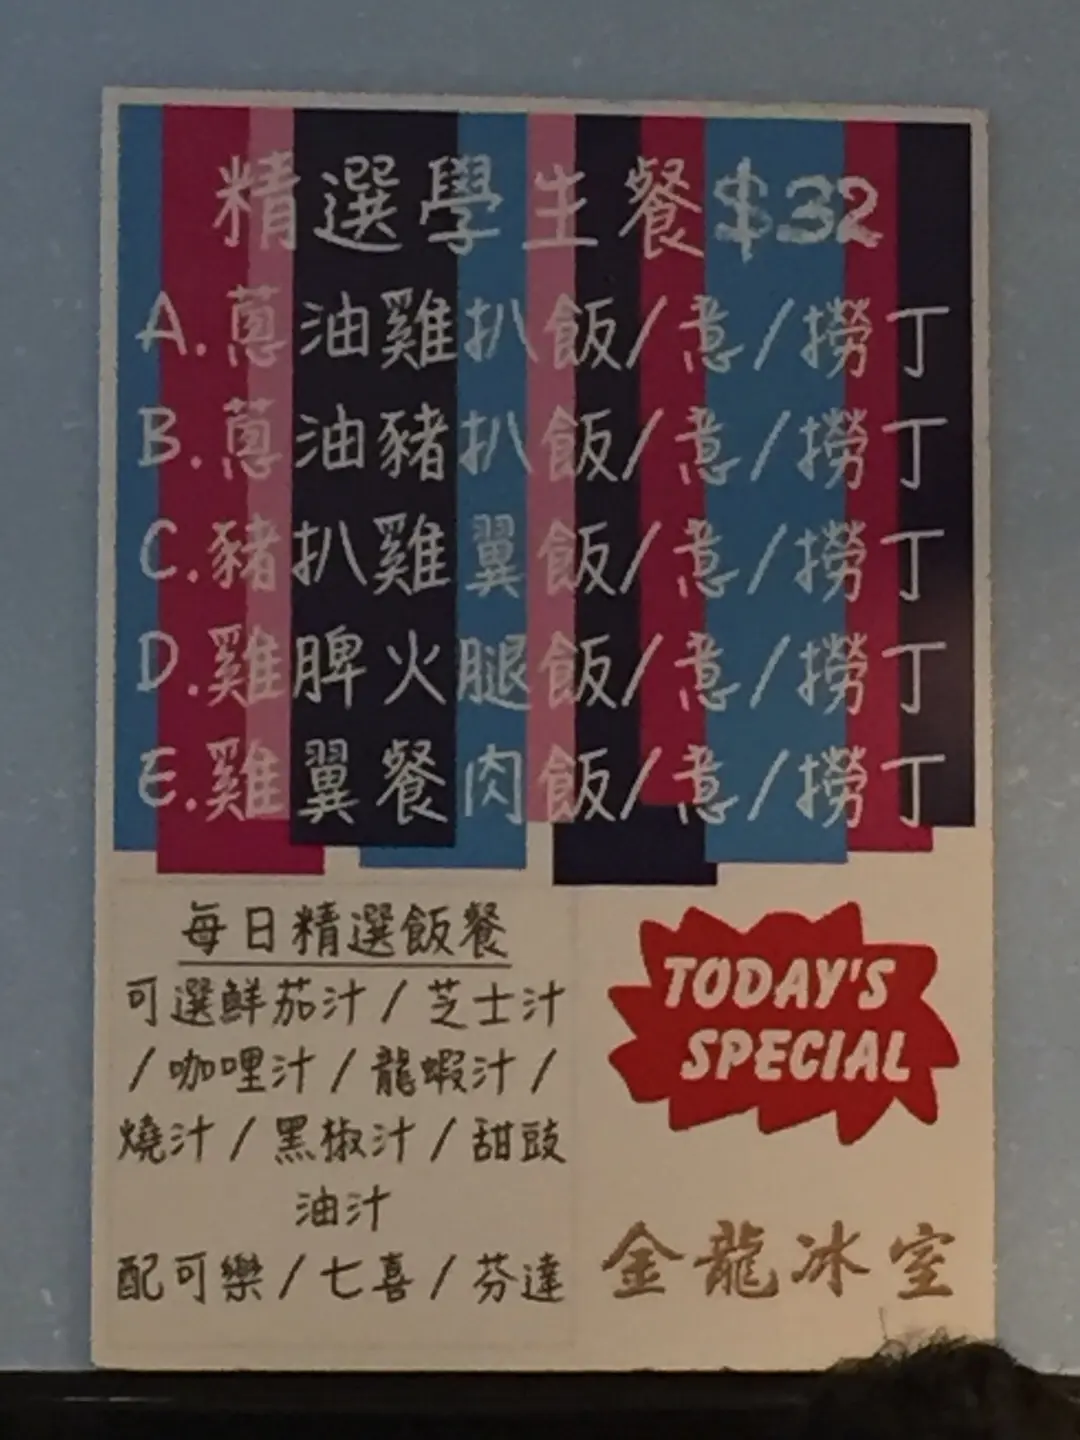 精選學生餐$32
A.蔥油雞扒飯/意/撈丁
B.蔥油豬扒飯/意/撈丁
C.豬扒雞翼飯/意/撈丁
D.雞脾火腿飯/意/撈丁
E.雞翼餐肉飯/意/撈丁
每日精選飯餐
可選鮮茄汁/芝士汁
/咖哩汁/龍蝦汁/
燒汁/黑椒汁/甜豉
油汁
配可樂/七喜/芬達
TODAY'S
SPECIAL
金龍冰室